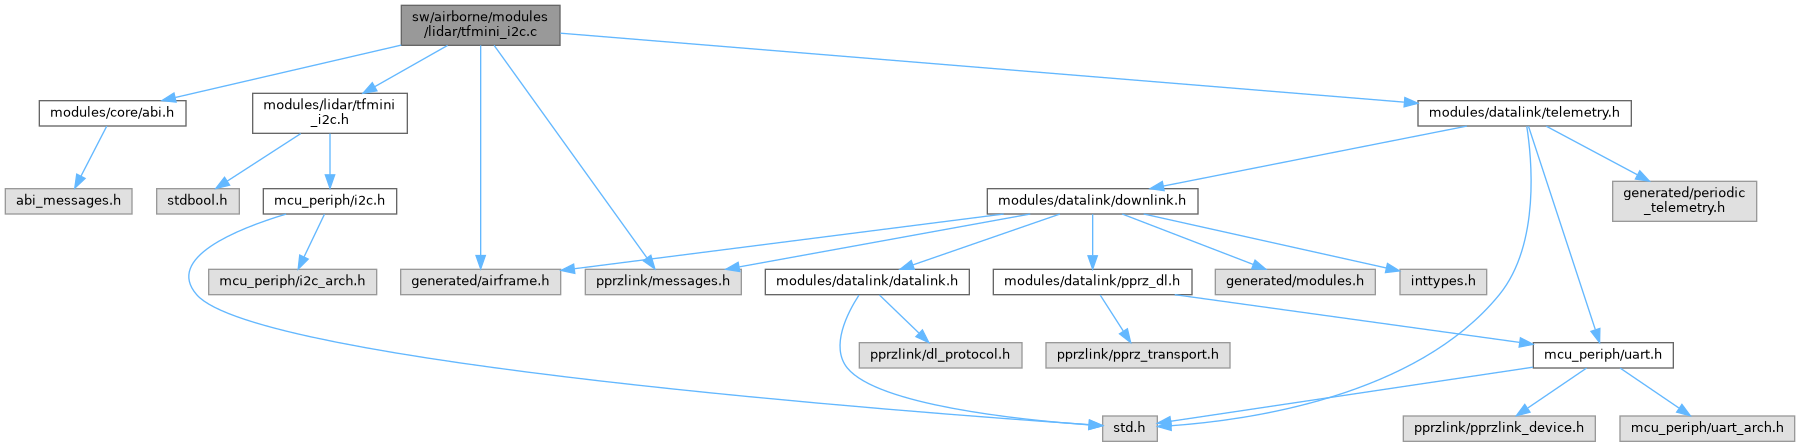 sw/airborne/modules
/lidar/tfmini_i2c.c
modules/core/abi.h
modules/lidar/tfmini
_i2c.h
modules/datalink/telemetry.h
abi_messages.h
stdbool.h
mcu_periph/i2c.h
modules/datalink/downlink.h
generated/periodic
_telemetry.h
mcu_periph/i2c_arch.h
generated/airframe.h
pprzlink/messages.h
modules/datalink/datalink.h
modules/datalink/pprz_dl.h
generated/modules.h
inttypes.h
pprzlink/dl_protocol.h
pprzlink/pprz_transport.h
mcu_periph/uart.h
std.h
pprzlink/pprzlink_device.h
mcu_periph/uart_arch.h